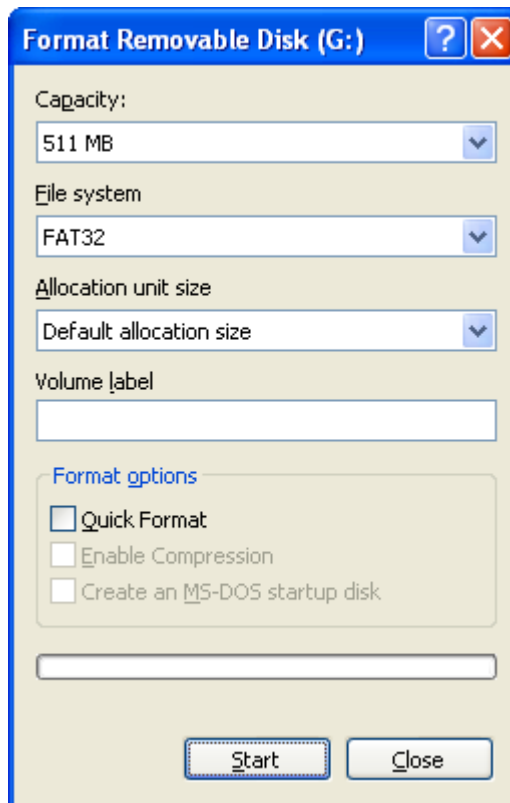 Format Removable Disk (G:)
Capacity:
511 MB
File system
FAT32
Allocation unit size
Default allocation size
Volume label
Format options
Quick Format
Enable Compression
Create an MS-DOS startup disk
Start
Close